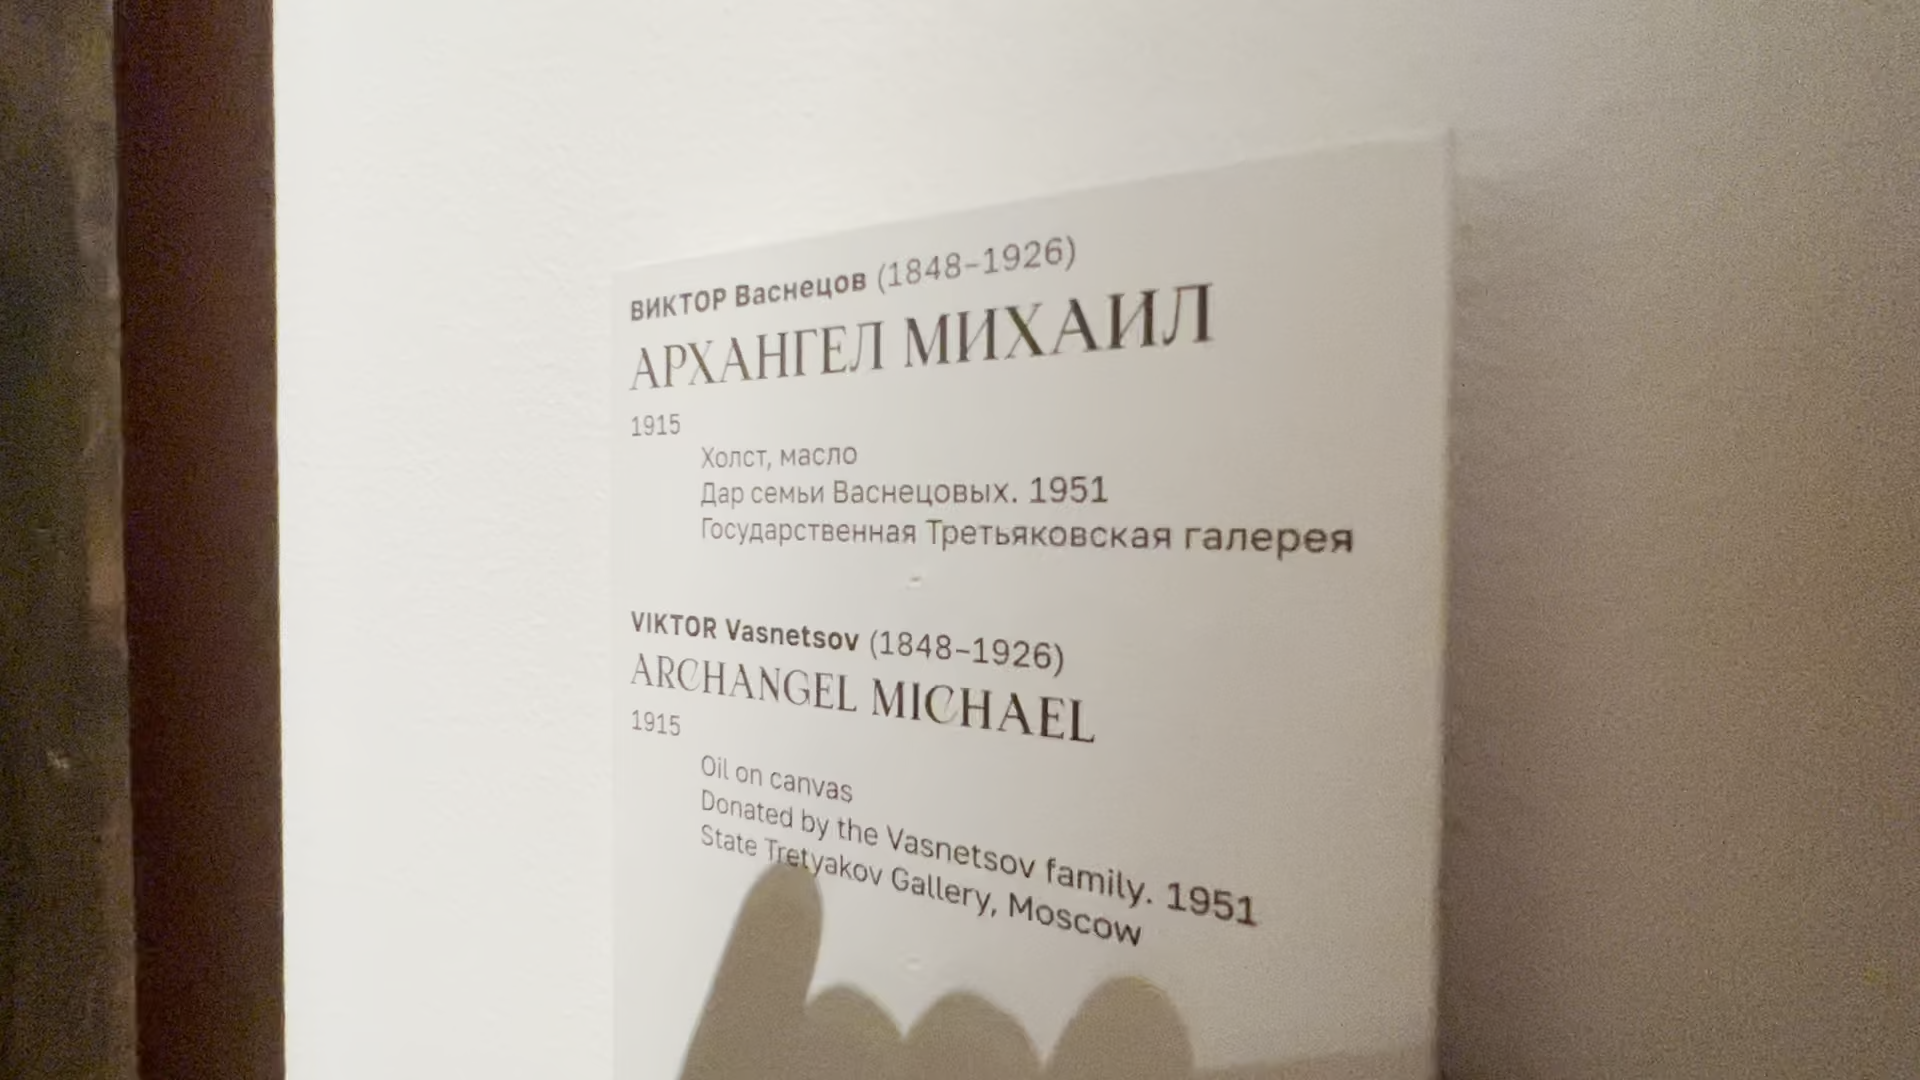 ВИКТОР Васнецов (1848–1926)
АРХАНГЕЛ МИХАИЛ
1915
Холст, масло
Дар семьи Васнецовых. 1951
Государственная Третьяковская галерея
VIKTOR Vasnetsov (1848–1926)
ARCHANGEL MICHAEL
1915
Oil on canvas
Donated by the Vasnetsov family. 1951
State Tretyakov Gallery, Moscow